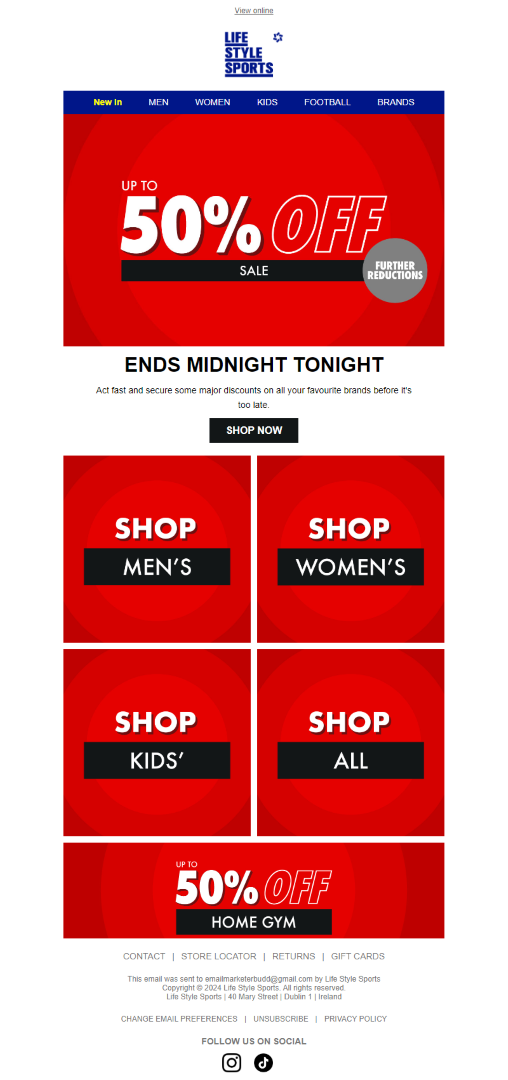 View online
LIFE
STYLE
SPORTS
New In MEN WOMEN KIDS FOOTBALL BRANDS
UP TO
50% OFF
SALE
FURTHER
REDUCTIONS
ENDS MIDNIGHT TONIGHT
Act fast and secure some major discounts on all your favourite brands before it's
too late.
SHOP NOW
SHOP
MEN'S
SHOP
WOMEN'S
SHOP
KIDS'
SHOP
ALL
UP TO
50% OFF
HOME GYM
CONTACT | STORE LOCATOR | RETURNS | GIFT CARDS
This email was sent to emailmarketerbudd@gmail.com by Life Style Sports
Copyright © 2024 Life Style Sports. All rights reserved.
Life Style Sports | 40 Mary Street | Dublin 1 | Ireland
CHANGE EMAIL PREFERENCES | UNSUBSCRIBE | PRIVACY POLICY
FOLLOW US ON SOCIAL